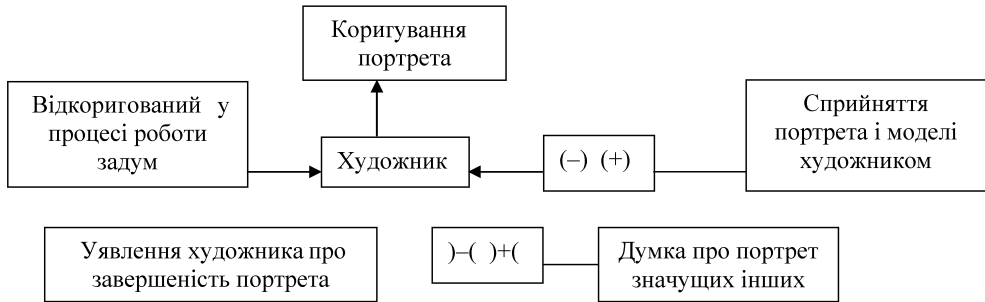 Коригування
портрета
Відкоригований у
процесі роботи
задум
Художник
(–) (+)
Сприйняття
портрета і моделі
художником
Уявлення художника про
завершеність портрета
)–( )+(
Думка про портрет
значущих інших